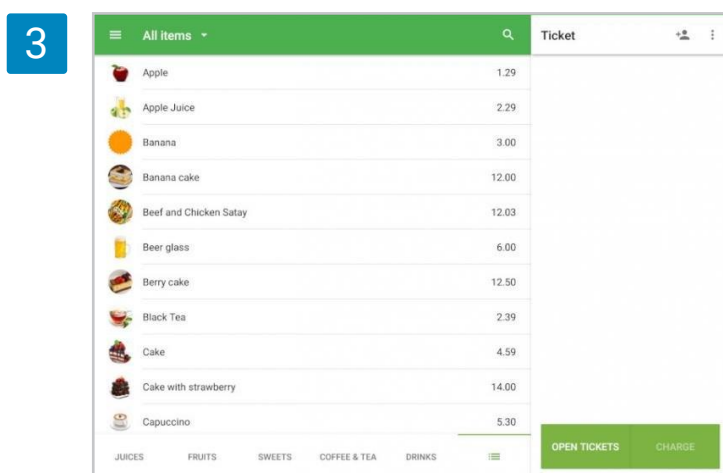 3
All items
Ticket
Apple 1.29
Apple Juice 2.29
Banana 3.00
Banana cake 12.00
Beef and Chicken Satay 12.03
Beer glass 6.00
Berry cake 12.50
Black Tea 2.39
Cake 4.59
Cake with strawberry 14.00
Capuccino 5.30
JUICES FRUITS SWEETS COFFEE & TEA DRINKS
OPEN TICKETS CHARGE